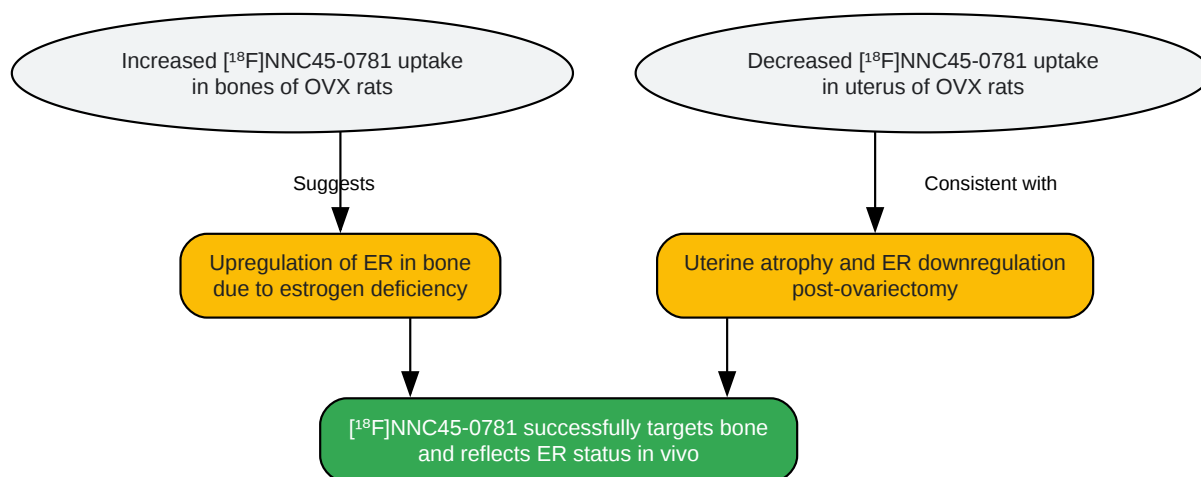 Increased [¹⁸F]NNC45-0781 uptake
in bones of OVX rats
Decreased [¹⁸F]NNC45-0781 uptake
in uterus of OVX rats
Suggests
Consistent with
Upregulation of ER in bone
due to estrogen deficiency
Uterine atrophy and ER downregulation
post-ovariectomy
[¹⁸F]NNC45-0781 successfully targets bone
and reflects ER status in vivo